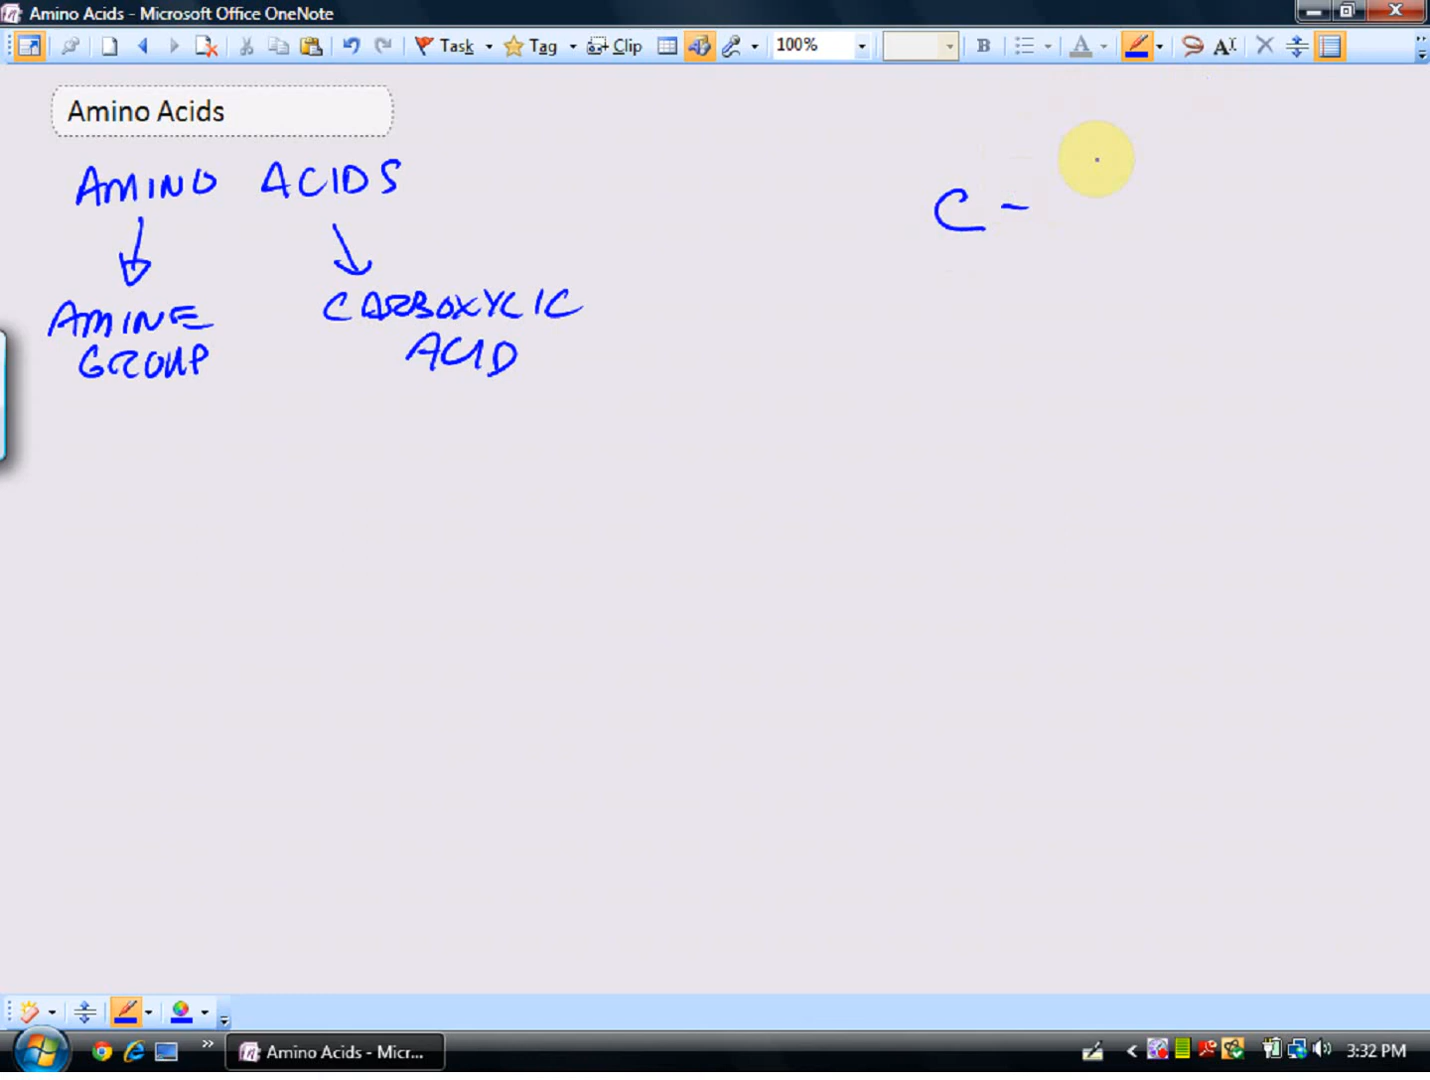 Amino Acids - Microsoft Office OneNote
Task Tag Clip 100% B A A
Amino Acids
AMINO ACIDS
C -
AMINE CARBOXYCIC
GROUP ACID
Amino Acids - Micr...
3:32 PM